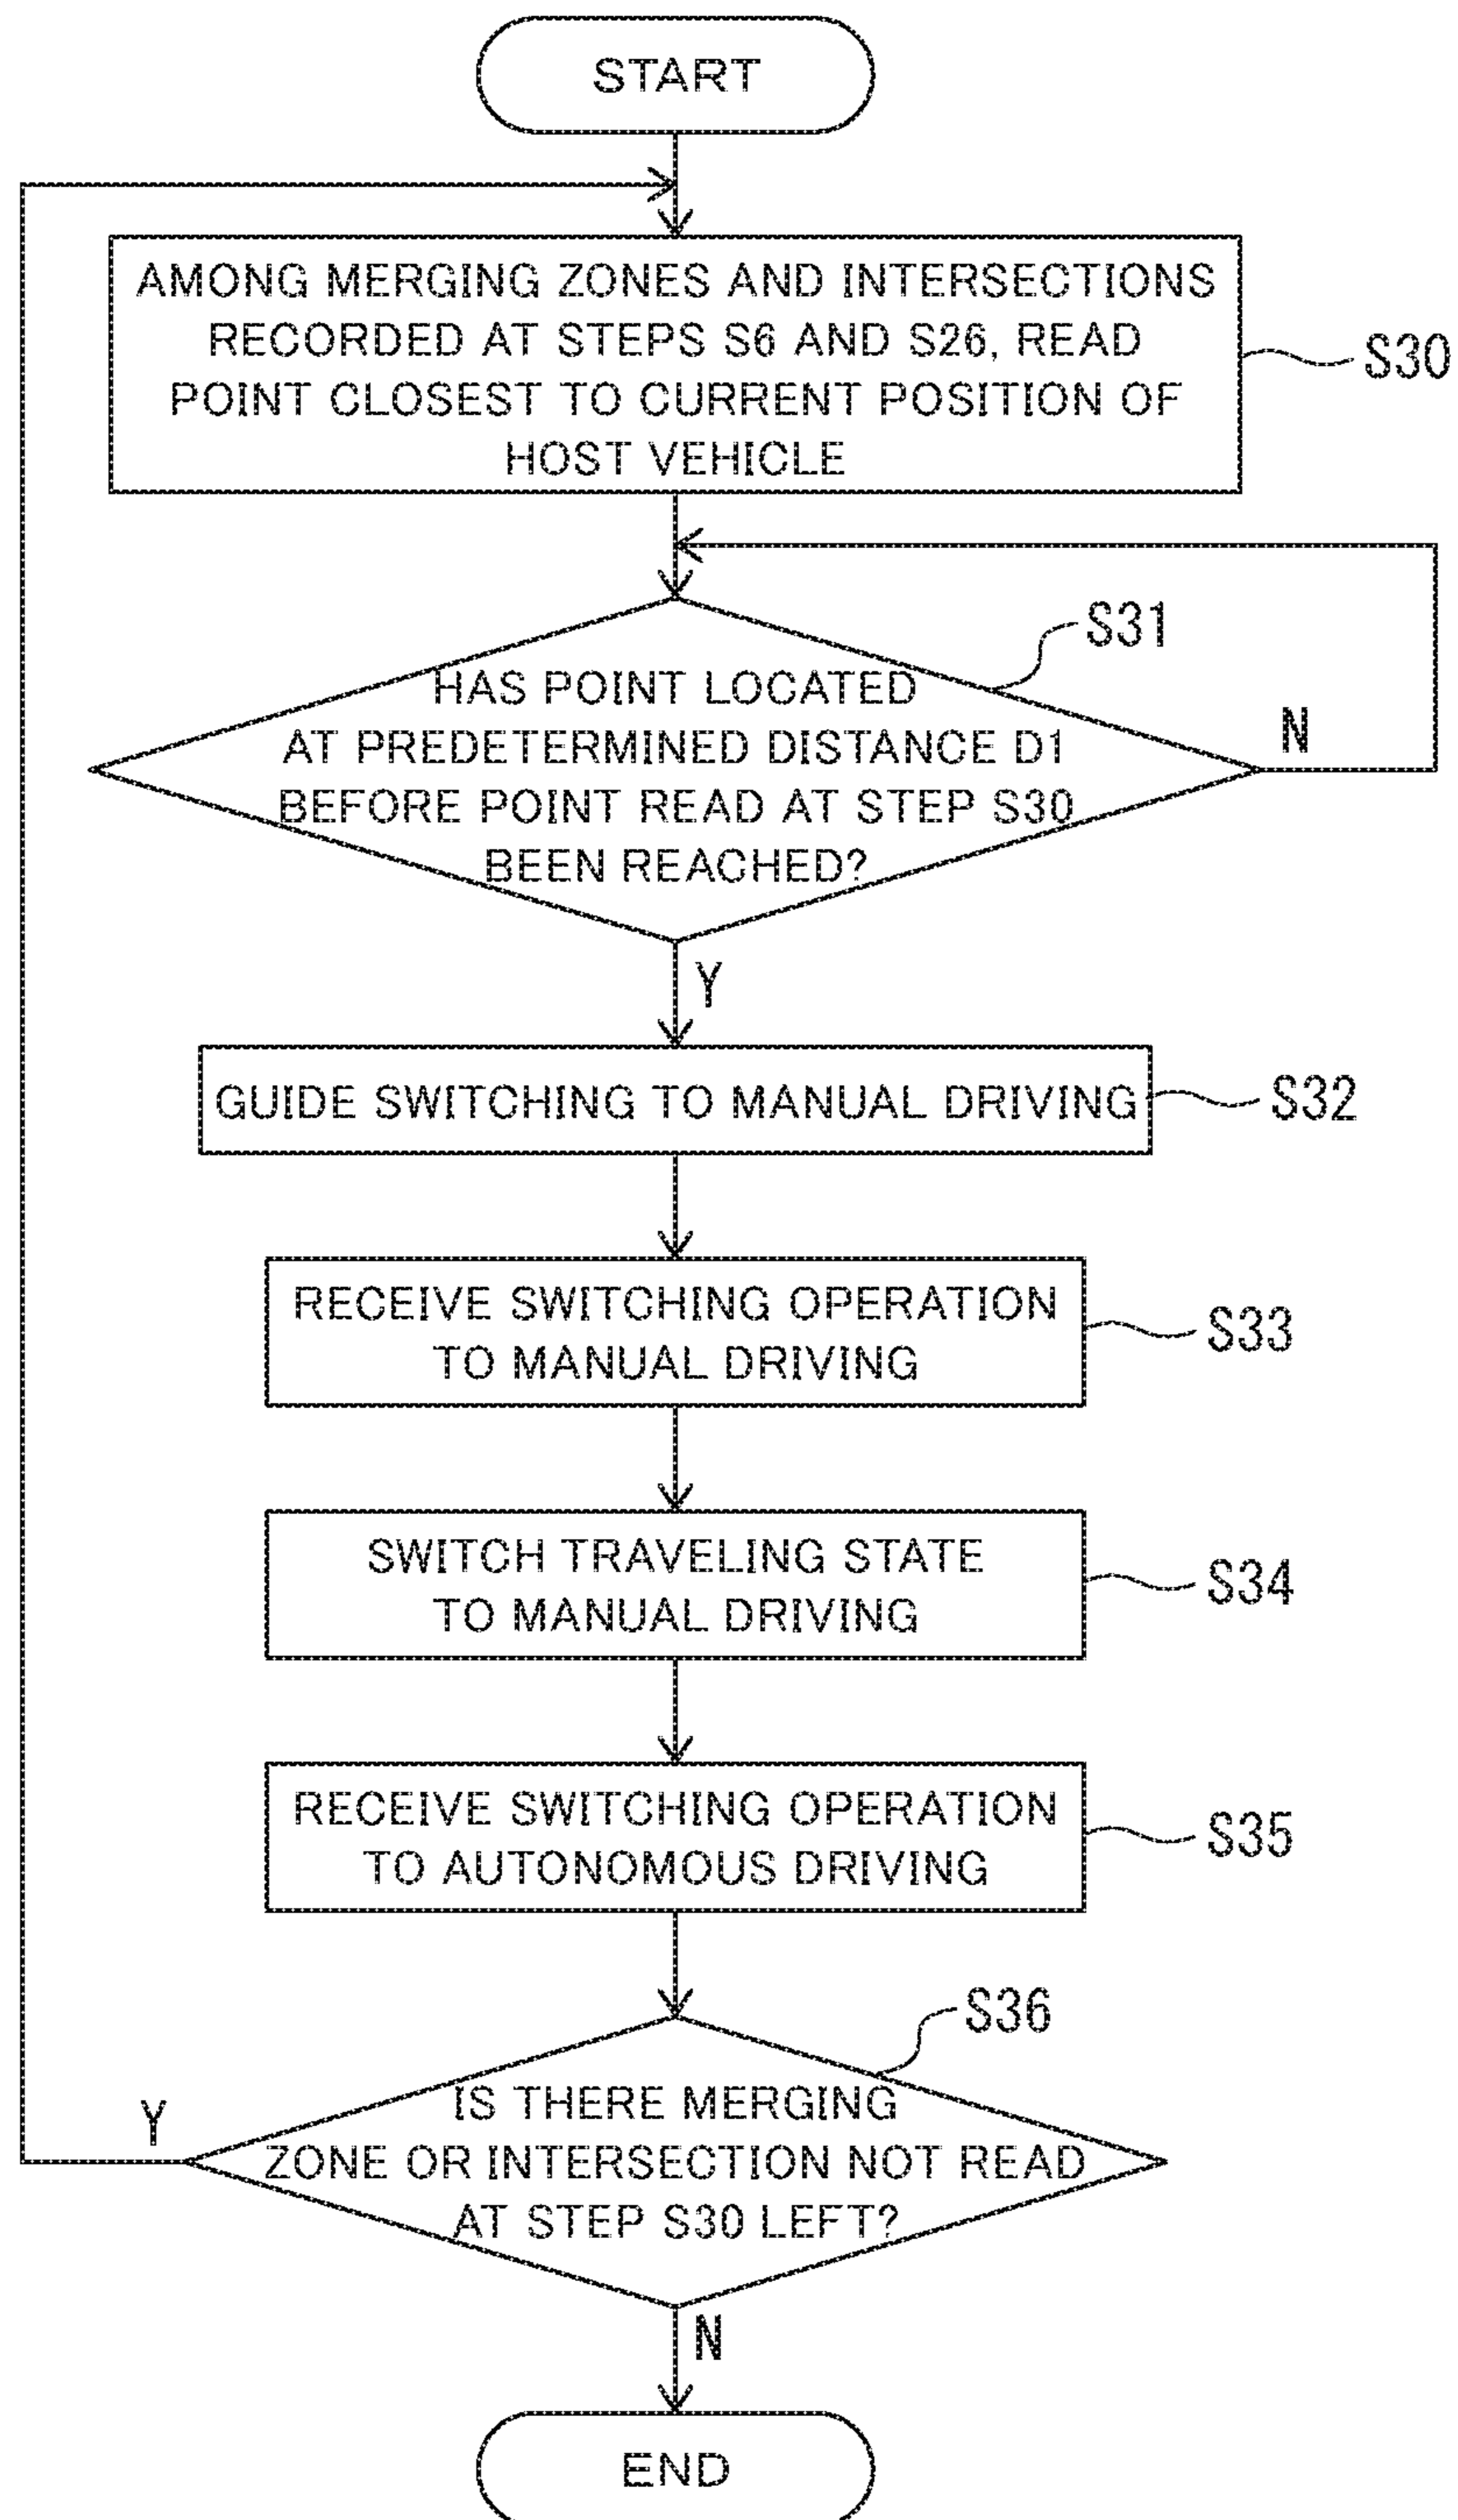 START
AMONG MERGING ZONES AND INTERSECTIONS
RECORDED AT STEPS S6 AND S26, READ
POINT CLOSEST TO CURRENT POSITION OF
HOST VEHICLE
S30
S31
HAS POINT LOCATED
AT PREDETERMINED DISTANCE D1
BEFORE POINT READ AT STEP S30
BEEN REACHED?
N
Y
GUIDE SWITCHING TO MANUAL DRIVING
S32
RECEIVE SWITCHING OPERATION
TO MANUAL DRIVING
S33
SWITCH TRAVELING STATE
TO MANUAL DRIVING
S34
RECEIVE SWITCHING OPERATION
TO AUTONOMOUS DRIVING
S35
S36
IS THERE MERGING
ZONE OR INTERSECTION NOT READ
AT STEP S30 LEFT?
Y
N
END